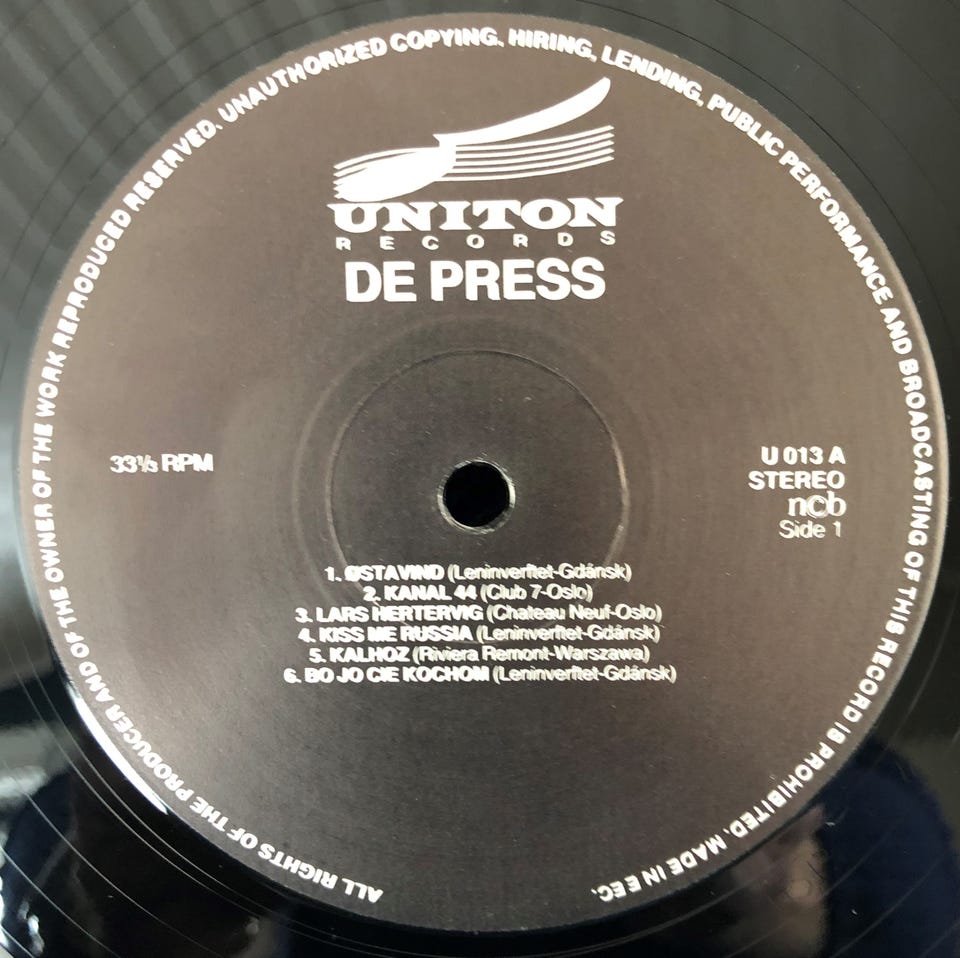 ALL RIGHTS OF THE PRODUCER AND OF THE OWNER OF THE WORK REPRODUCED RESERVED. UNAUTHORIZED COPYING, HIRING, LENDING, PUBLIC PERFORMANCE AND BROADCASTING OF THIS RECORD IS PROHIBITED. MADE IN EEC.
UNITON
RECORDS
DE PRESS
33⅓ RPM
U 013 A
STEREO
ncb
Side 1
1. ØSTAVIND (Leninverftet-Gdánsk)
2. KANAL 44 (Club 7-Oslo)
3. LARS HERTERVIG (Chateau Neuf-Oslo)
4. KISS ME RUSSIA (Leninverftet-Gdánsk)
5. KALHOZ (Riviera Remont-Warszawa)
6. BO JO CIE KOCHOM (Leninverftet-Gdánsk)